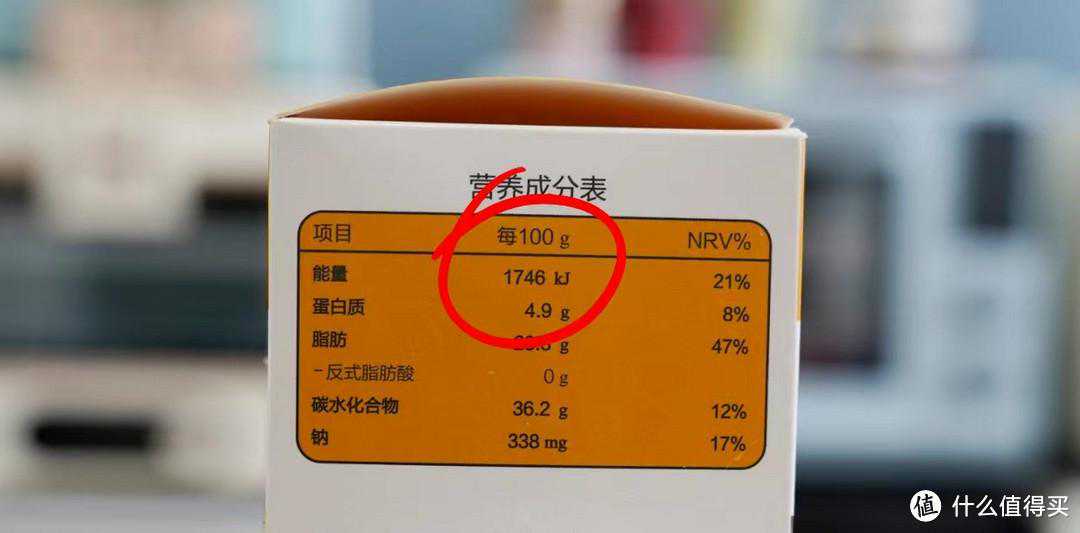 营养成分表
项目 每100 g NRV%
能量 1746 kJ 21%
蛋白质 4.9 g 8%
脂肪 g 47%
-反式脂肪酸 0 g
碳水化合物 36.2 g 12%
钠 338 mg 17%
值 什么值得买